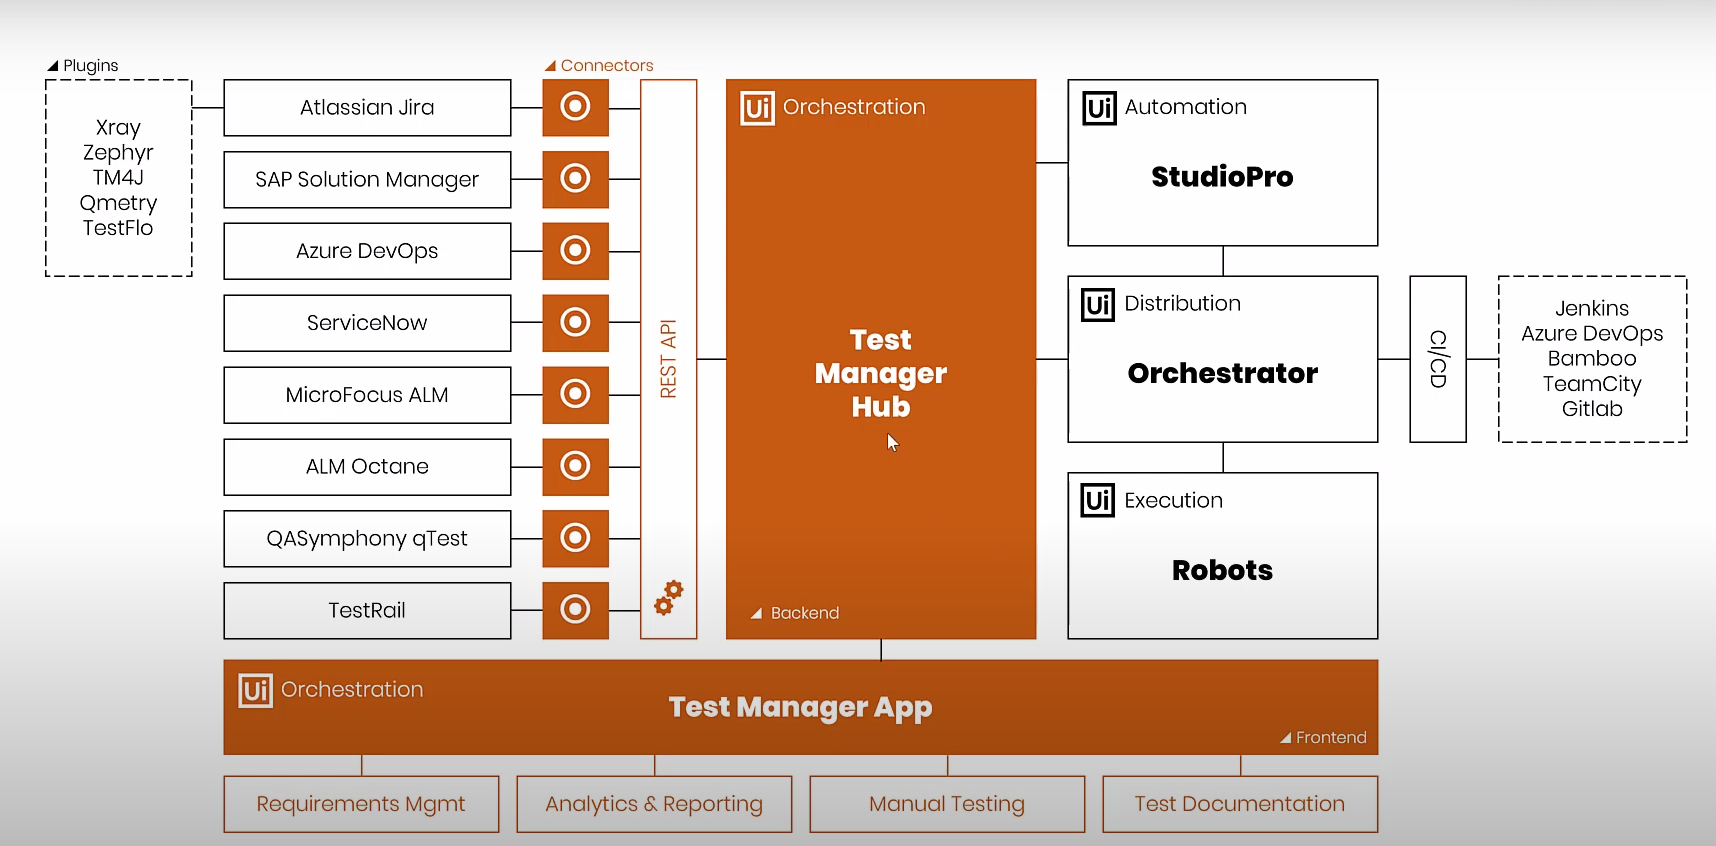 Plugins
Xray
Zephyr
TM4J
Qmetry
TestFlo
Atlassian Jira
SAP Solution Manager
Azure DevOps
ServiceNow
MicroFocus ALM
ALM Octane
QASymphony qTest
TestRail
Connectors
REST API
Ui Orchestration
Test
Manager
Hub
Backend
Ui Automation
StudioPro
Ui Distribution
Orchestrator
Ui Execution
Robots
CI/CD
Jenkins
Azure DevOps
Bamboo
TeamCity
Gitlab
Ui Orchestration
Test Manager App
Frontend
Requirements Mgmt
Analytics & Reporting
Manual Testing
Test Documentation